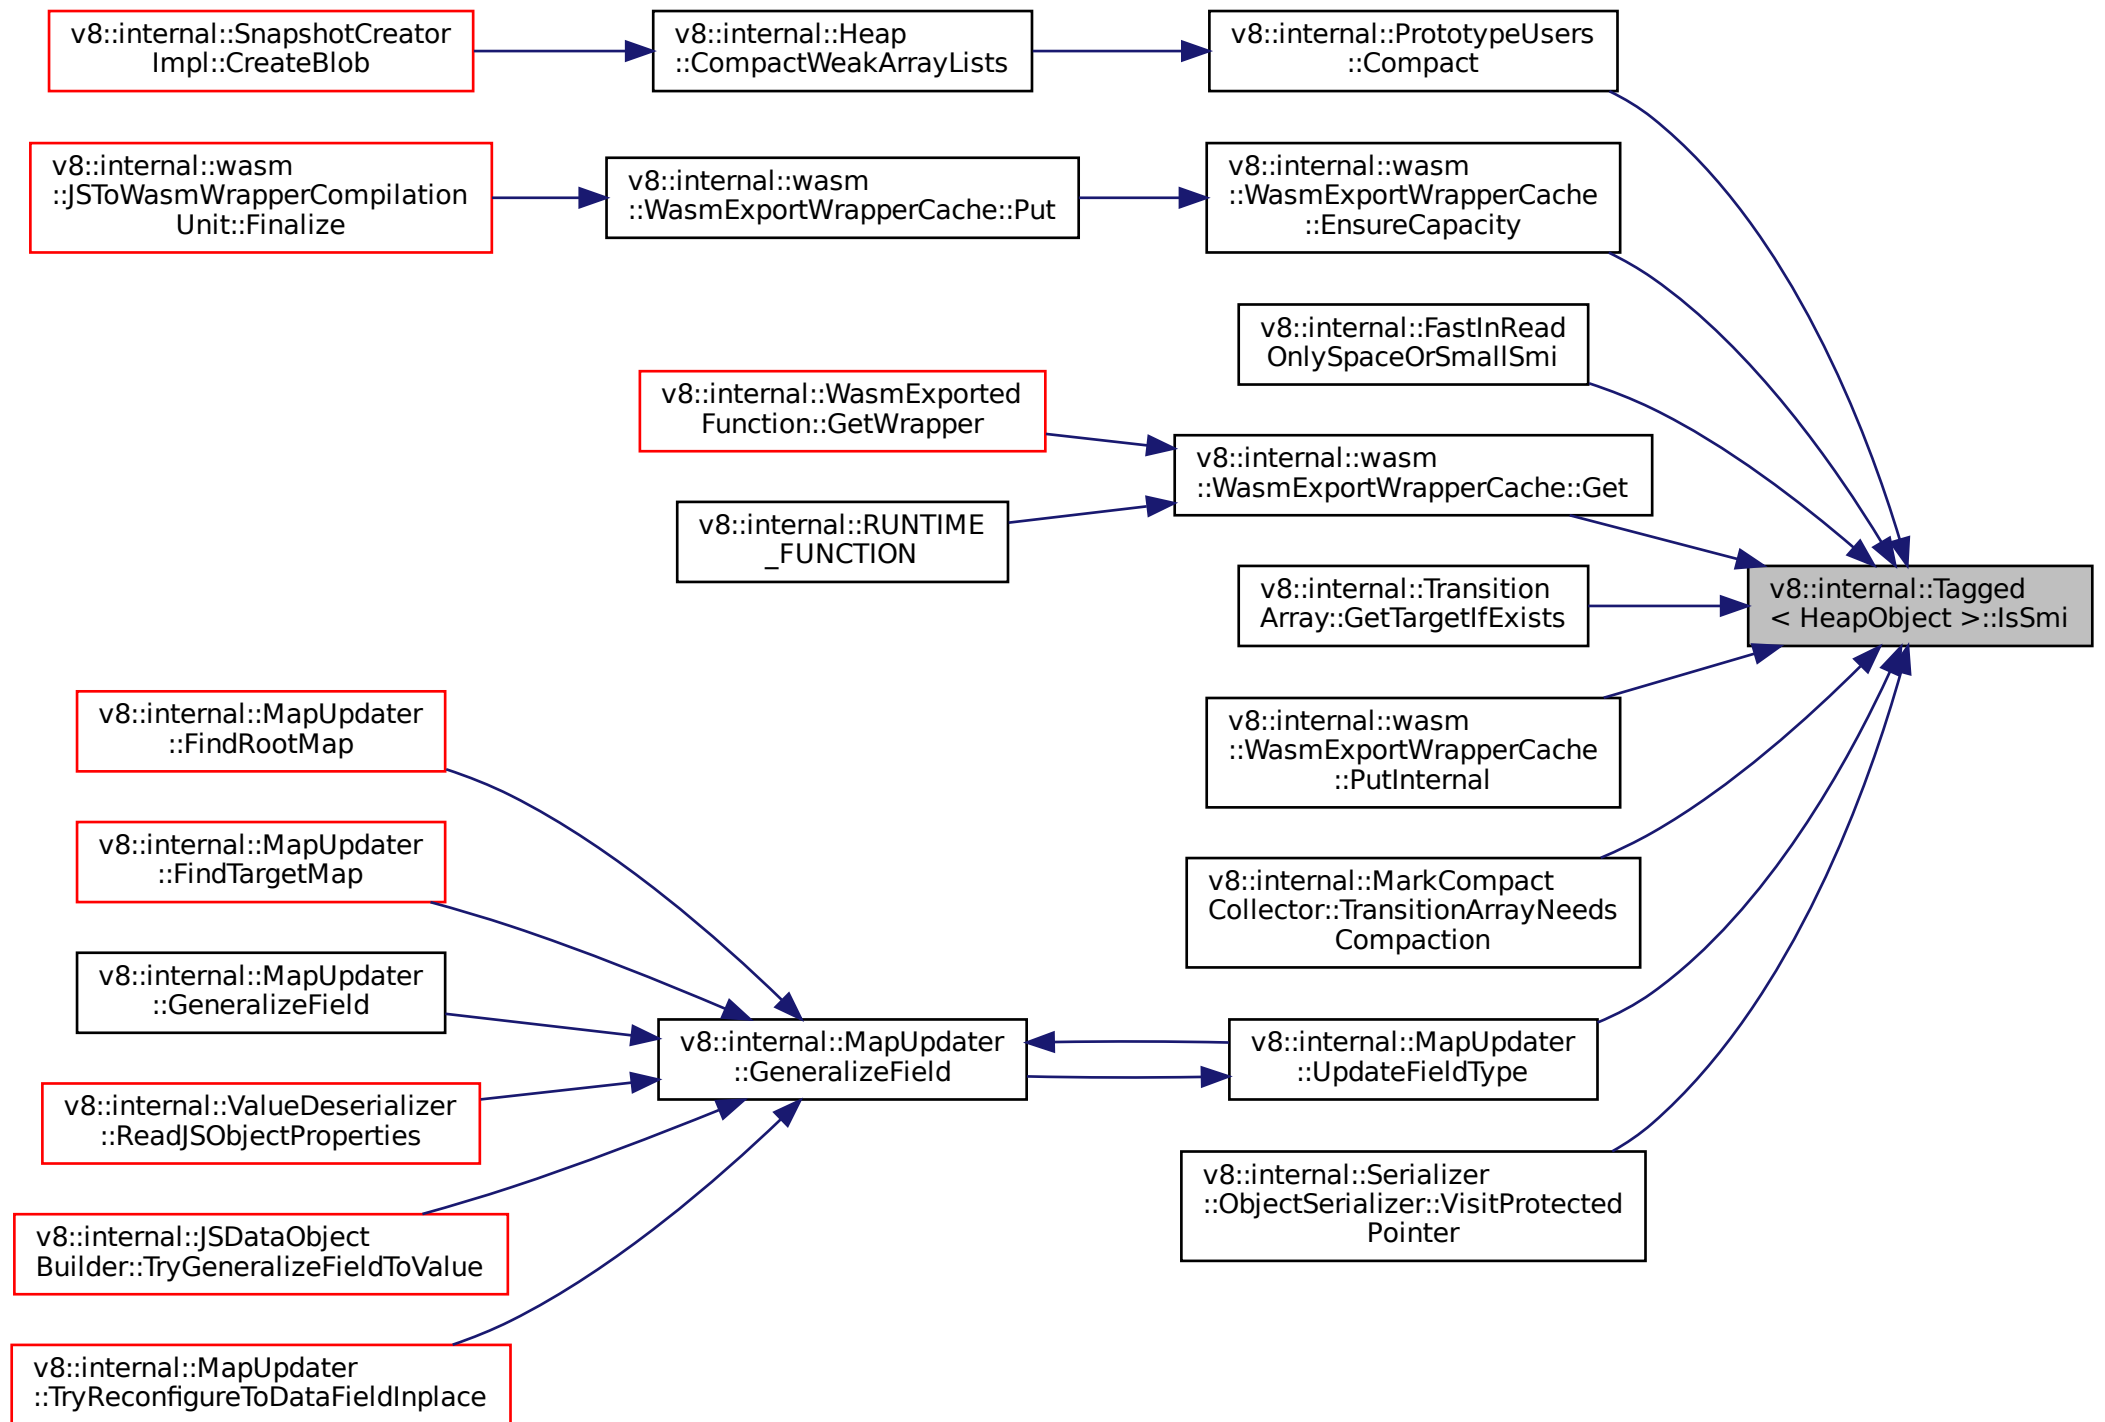 v8::internal::SnapshotCreator
Impl::CreateBlob
v8::internal::Heap
::CompactWeakArrayLists
v8::internal::PrototypeUsers
::Compact
v8::internal::wasm
::JSToWasmWrapperCompilation
Unit::Finalize
v8::internal::wasm
::WasmExportWrapperCache::Put
v8::internal::wasm
::WasmExportWrapperCache
::EnsureCapacity
v8::internal::FastInRead
OnlySpaceOrSmallSmi
v8::internal::WasmExported
Function::GetWrapper
v8::internal::wasm
::WasmExportWrapperCache::Get
v8::internal::RUNTIME
_FUNCTION
v8::internal::Transition
Array::GetTargetIfExists
v8::internal::Tagged
< HeapObject >::IsSmi
v8::internal::MapUpdater
::FindRootMap
v8::internal::wasm
::WasmExportWrapperCache
::PutInternal
v8::internal::MapUpdater
::FindTargetMap
v8::internal::MarkCompact
Collector::TransitionArrayNeeds
Compaction
v8::internal::MapUpdater
::GeneralizeField
v8::internal::MapUpdater
::GeneralizeField
v8::internal::MapUpdater
::UpdateFieldType
v8::internal::ValueDeserializer
::ReadJSObjectProperties
v8::internal::Serializer
::ObjectSerializer::VisitProtected
Pointer
v8::internal::JSDataObject
Builder::TryGeneralizeFieldToValue
v8::internal::MapUpdater
::TryReconfigureToDataFieldInplace